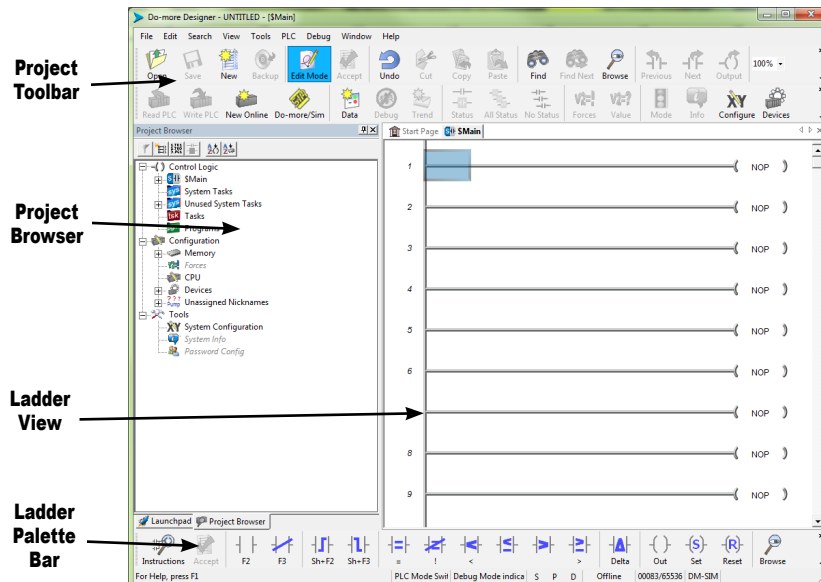 Do-more Designer - UNTITLED - [$Main]
File Edit Search View Tools PLC Debug Window Help
Open Save New Backup Edit Mode Accept Undo Cut Copy Paste Find Find Next Browse Previous Next Output 100%
Read PLC Write PLC New Online Do-more/Sim Data Debug Trend Status All Status No Status Forces Value Mode Info Configure Devices
Project Toolbar
Project Browser
Start Page $Main
Control Logic
$Main
System Tasks
Unused System Tasks
Tasks
Programs
Configuration
Memory
Forces
CPU
Devices
Unassigned Nicknames
Tools
System Configuration
System Info
Password Config
Project Browser
1 NOP
2 NOP
3 NOP
4 NOP
5 NOP
6 NOP
NOP
8 NOP
9 NOP
Ladder View
Launchpad Project Browser
Ladder Palette Bar
Instructions Accept F2 F3 Sh+F2 Sh+F3 = ! < > Delta Out Set Reset Browse
For Help, press F1 PLC Mode Swit Debug Mode indica S P D Offline 00083/65536 DM-SIM